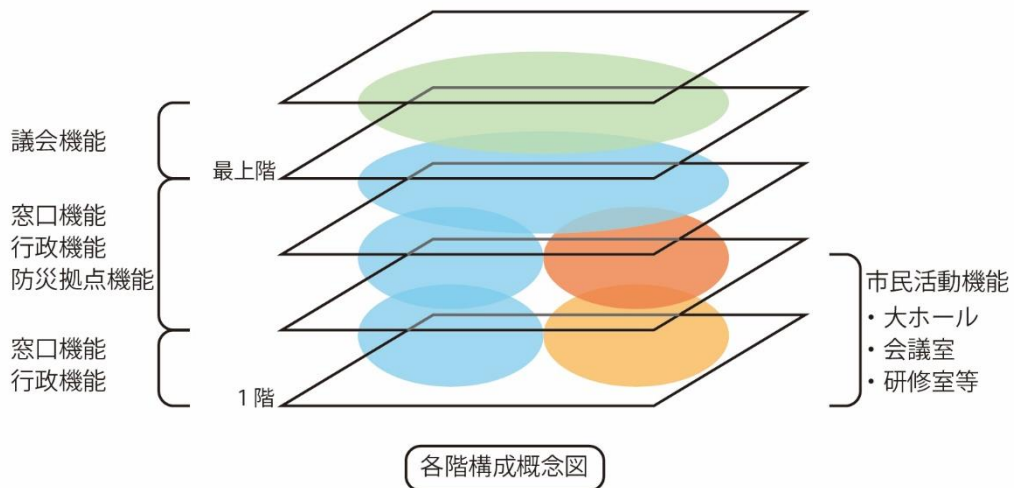 議会機能
最上階
窓口機能
行政機能
防災拠点機能
窓口機能
行政機能
1階
市民活動機能
・大ホール
・会議室
・研修室等
各階構成概念図